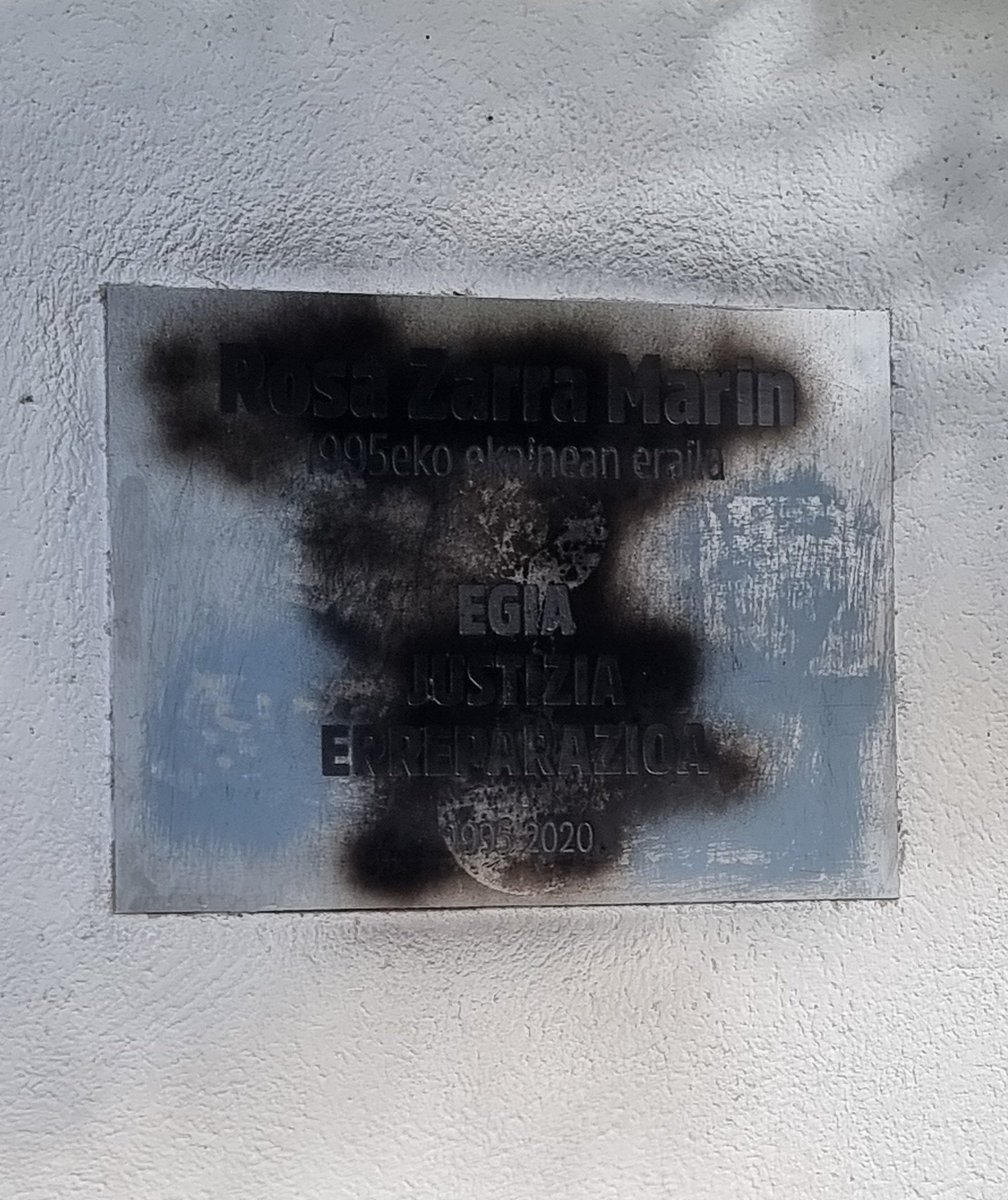 Rosa Zarra Marin
1995eko ekainean eraila
EGIA
JUSTIZIA
ERREPARAZIOA
1995-2020